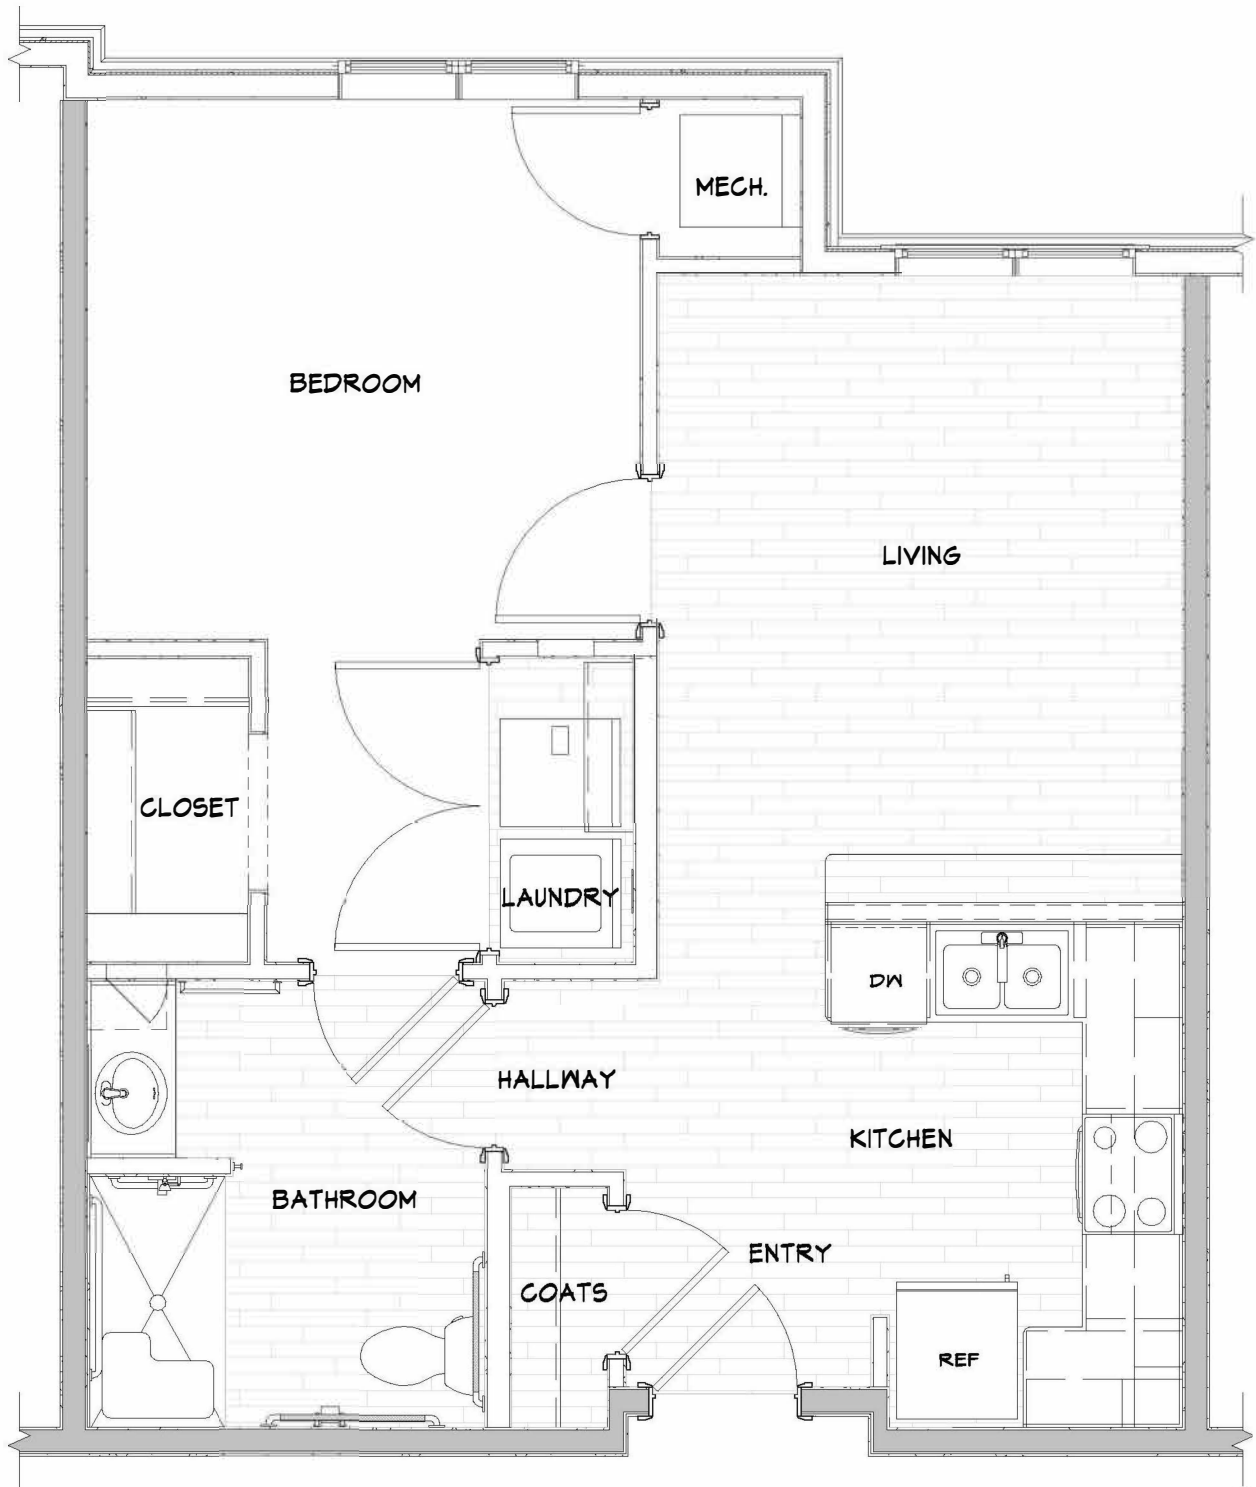 MECH.
BEDROOM
LIVING
CLOSET
LAUNDRY
DW
HALLWAY
KITCHEN
BATHROOM
ENTRY
COATS
REF